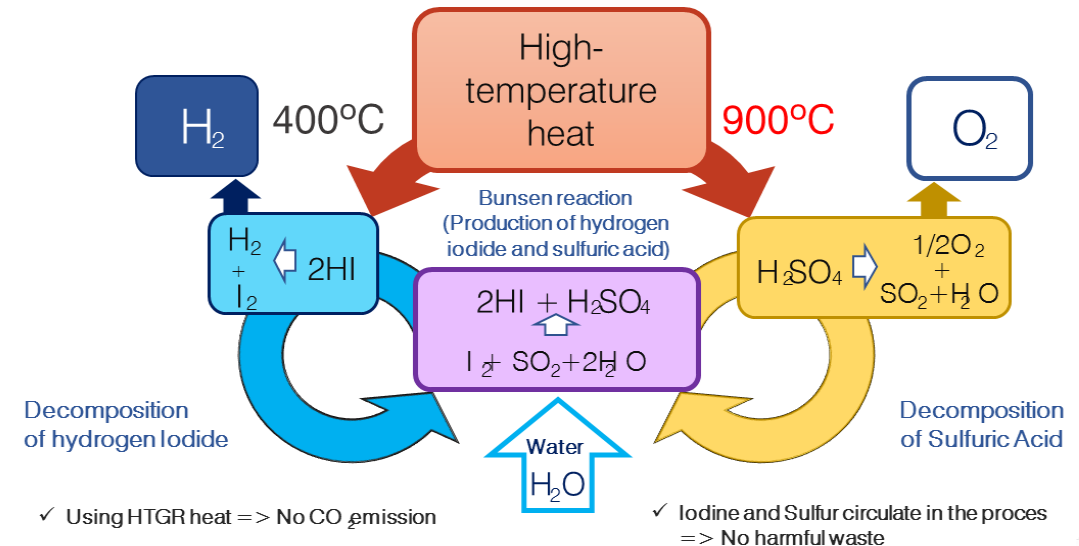 High-
temperature
heat
400ºC
900ºC
H₂
O₂
Bunsen reaction
(Production of hydrogen
iodide and sulfuric acid)
H₂
+
I₂
2HI
H₂SO₄
1/2O₂
+
SO₂+H₂O
2HI + H₂SO₄
I₂+ SO₂+2H₂O
Decomposition
of hydrogen Iodide
Decomposition
of Sulfuric Acid
Water
H₂O
✓ Using HTGR heat => No CO₂ emission
✓ Iodine and Sulfur circulate in the proces
=> No harmful waste